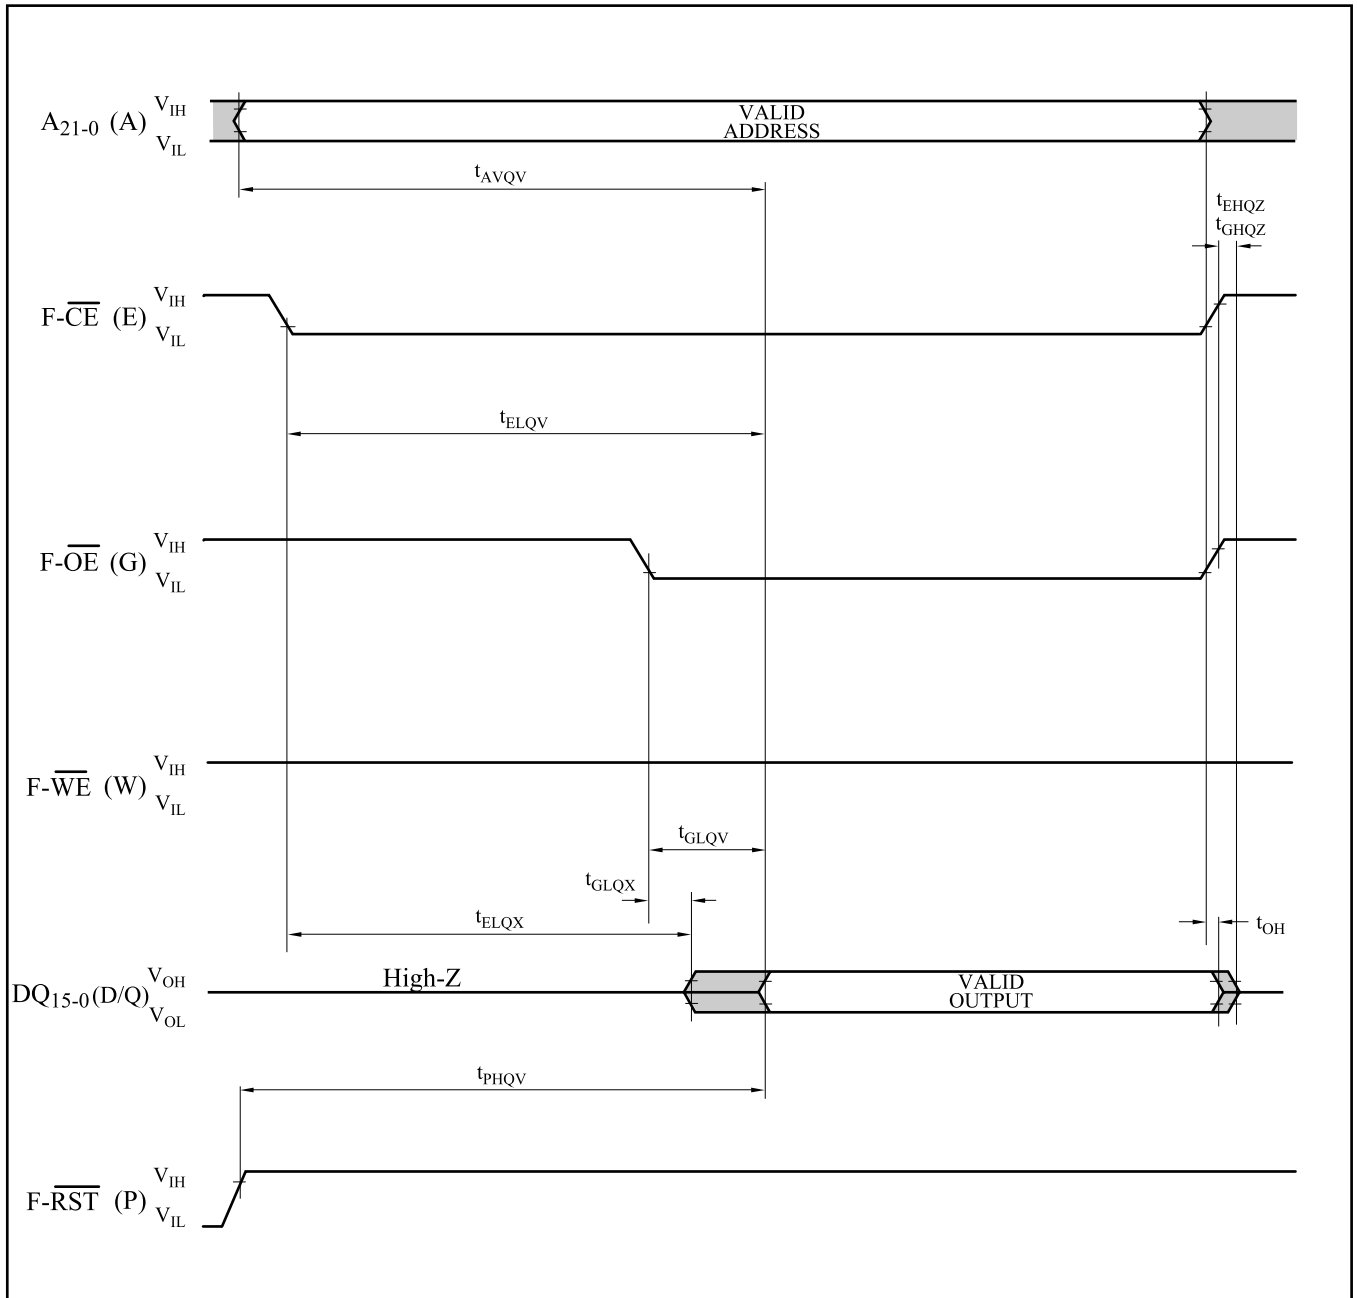 A21-0 (A) VIH
VIL
VALID
ADDRESS
tAVQV
tEHQZ
tGHQZ
F-CE (E) VIH
VIL
tELQV
F-OE (G) VIH
VIL
F-WE (W) VIH
VIL
tGLQV
tGLQX
tELQX
tOH
DQ15-0 (D/Q) VOH
VOL
High-Z
VALID
OUTPUT
tPHQV
F-RST (P) VIH
VIL